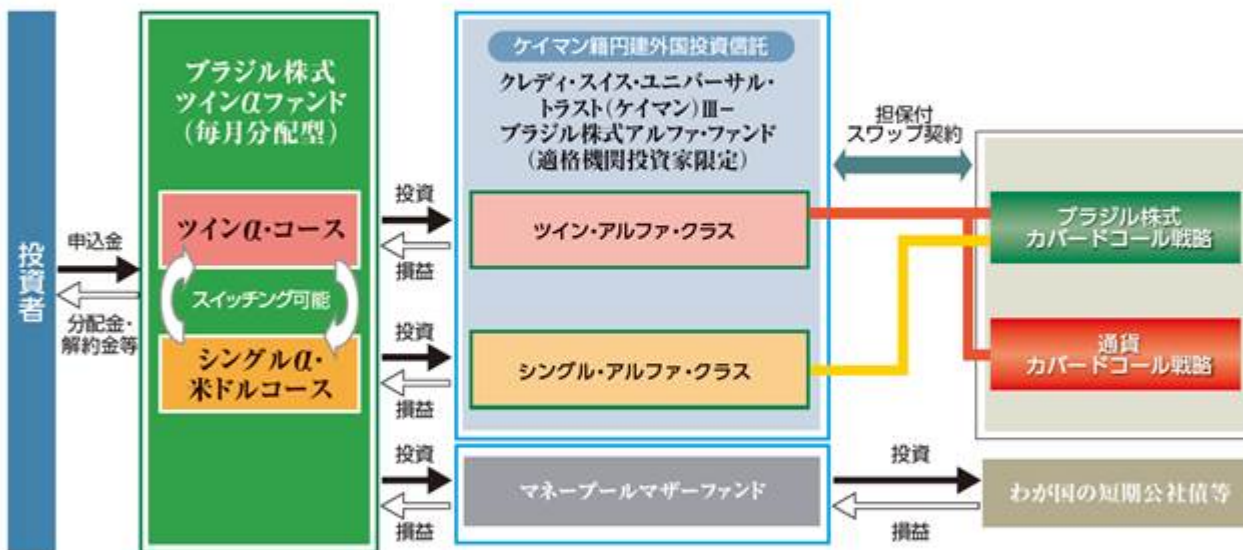 投資者
申込金
分配金・
解約金等
ブラジル株式
ツインαファンド
(毎月分配型)
ツインα・コース
スイッチング可能
シングルα・
米ドルコース
投資
損益
投資
損益
投資
損益
ケイマン籍円建外国投資信託
クレディ・スイス・ユニバーサル・
トラスト(ケイマン)Ⅲ－
ブラジル株式アルファ・ファンド
(適格機関投資家限定)
ツイン・アルファ・クラス
シングル・アルファ・クラス
マネープールマザーファンド
担保付
スワップ契約
ブラジル株式
カバードコール戦略
通貨
カバードコール戦略
投資
損益
わが国の短期公社債等